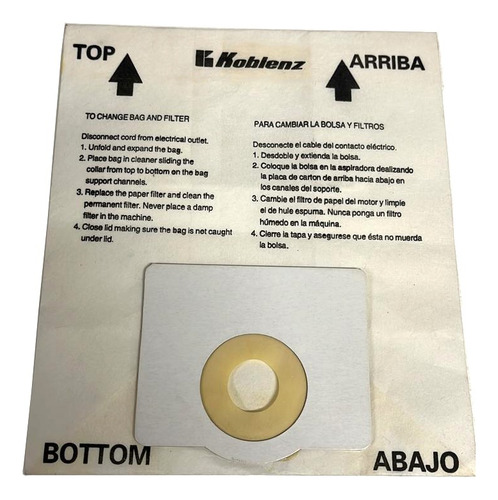 TOP
Koblenz
ARRIBA
TO CHANGE BAG AND FILTER
Disconnect cord from electrical outlet.
1. Unfold and expand the bag.
2. Place bag in cleaner sliding the
collar from top to bottom on the bag
support channels.
3. Replace the paper filter and clean the
permanent filter. Never place a damp
filter in the machine.
4. Close lid making sure the bag is not caught
under lid.
PARA CAMBIAR LA BOLSA Y FILTROS
Desconecte el cable del contacto eléctrico.
1. Desdoble y extienda la bolsa.
2. Coloque la bolsa en la aspiradora dealizando
la placa de carton de arriba hacia abajo en
los canales del soporte.
3. Cambie el filtro de papel del motor y limpie
el de hule espuma. Nunca ponga un filtro
húmedo en la máquina.
4. Cierre la tapa y asegurese que ésta no muerda
la bolsa.
BOTTOM
ABAJO